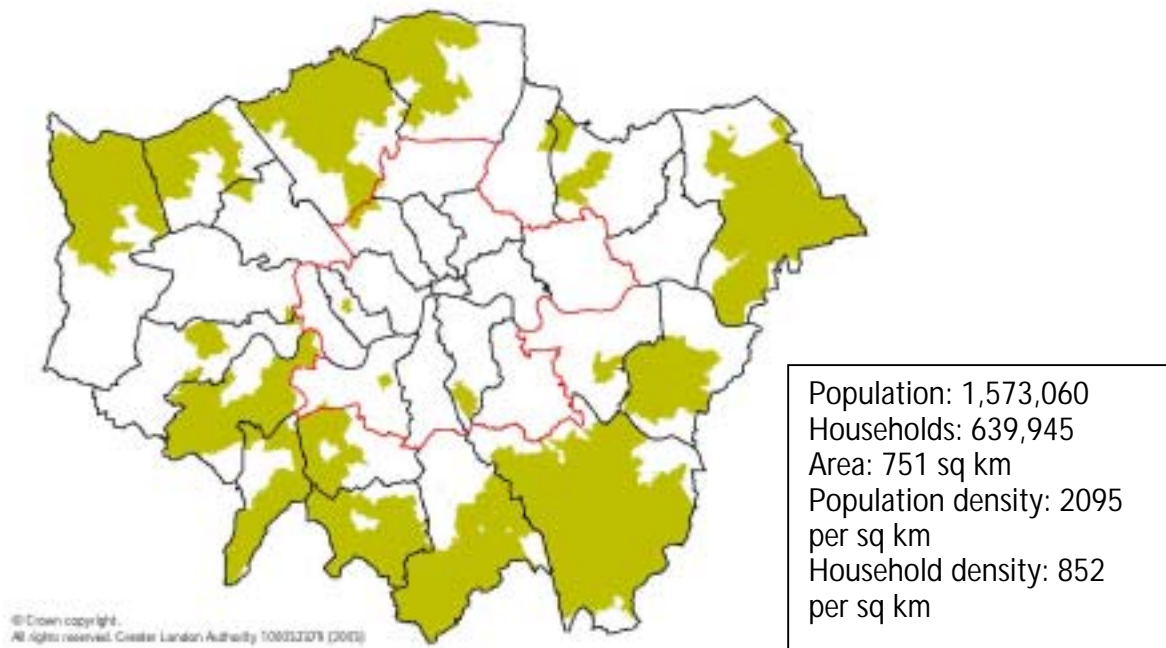 Population: 1,573,060
Households: 639,945
Area: 751 sq km
Population density: 2095
per sq km
Household density: 852
per sq km
© Crown copyright.
All rights reserved. Greater London Authority (2003)